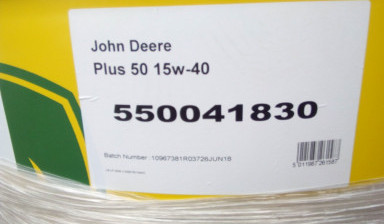 John Deere
Plus 50 15w-40
550041830
Batch Number :